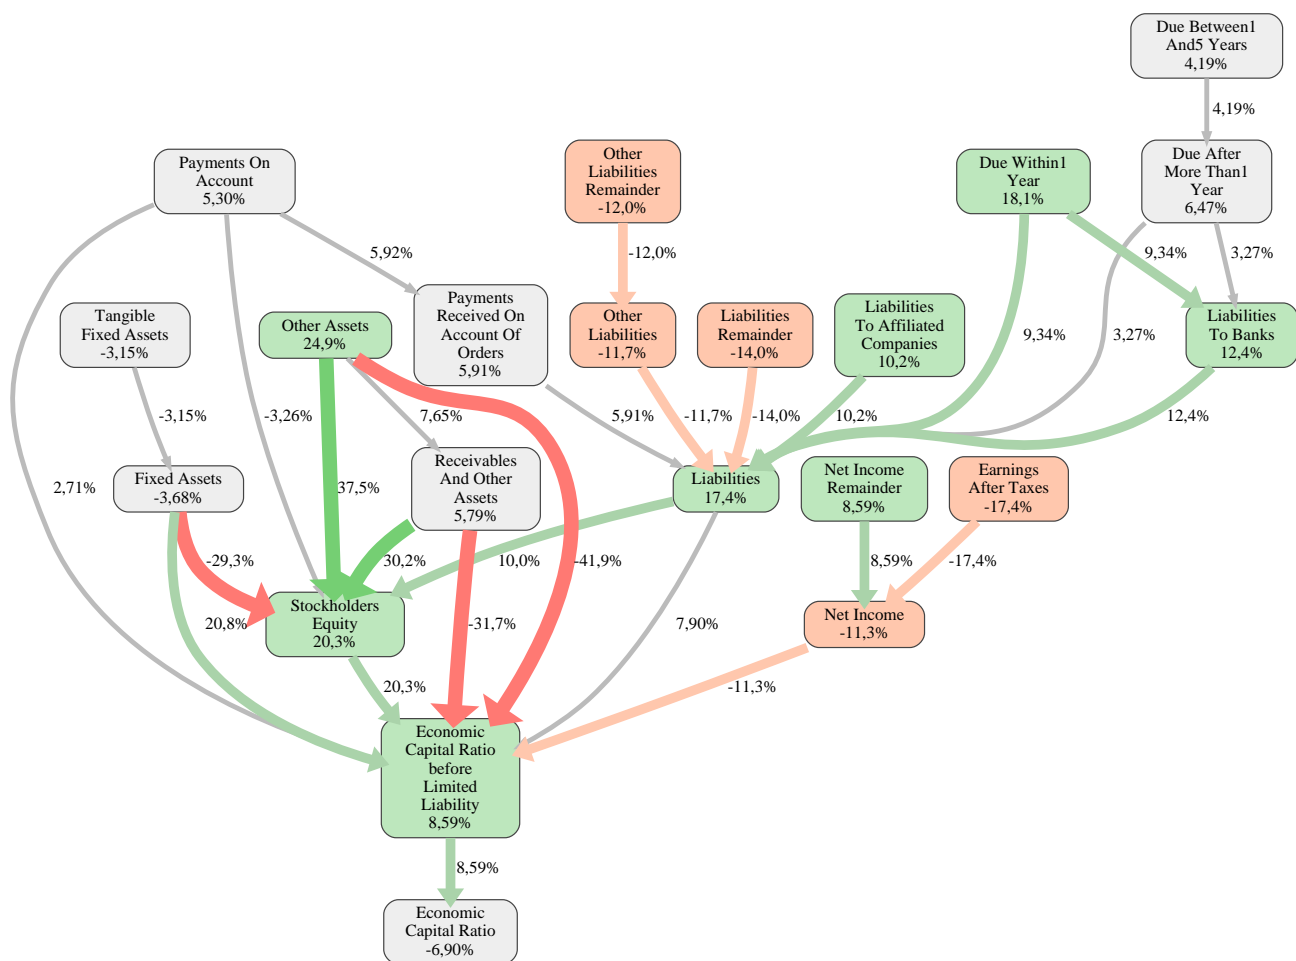 Due Between1
And5 Years
4,19%
4,19%
Payments On
Account
5,30%
Other
Liabilities
Remainder
-12,0%
Due Within1
Year
18,1%
Due After
More Than1
Year
6,47%
5,92%
-12,0%
9,34%
3,27%
Tangible
Fixed Assets
-3,15%
Other Assets
24,9%
Payments
Received On
Account Of
Orders
5,91%
Other
Liabilities
-11,7%
Liabilities
Remainder
-14,0%
Liabilities
To Affiliated
Companies
10,2%
9,34%
3,27%
Liabilities
To Banks
12,4%
-3,15%
-3,26%
7,65%
5,91%
-11,7%
-14,0%
10,2%
12,4%
2,71%
Fixed Assets
-3,68%
37,5%
Receivables
And Other
Assets
5,79%
Liabilities
17,4%
Net Income
Remainder
8,59%
Earnings
After Taxes
-17,4%
-29,3%
30,2%
10,0%
-41,9%
8,59%
-17,4%
20,8%
Stockholders
Equity
20,3%
-31,7%
7,90%
Net Income
-11,3%
20,3%
-11,3%
Economic
Capital Ratio
before
Limited
Liability
8,59%
8,59%
Economic
Capital Ratio
-6,90%